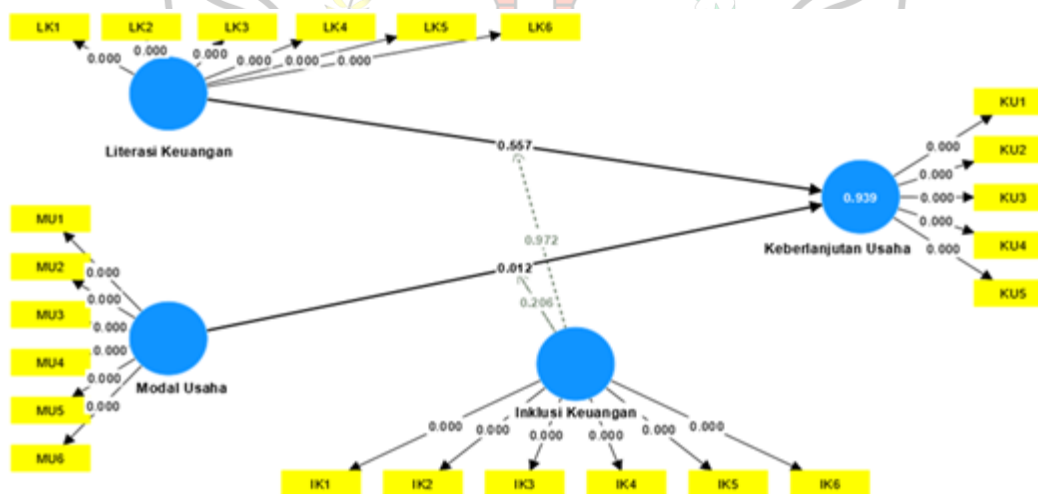 LK1 LK2 LK3 LK4 LK5 LK6
0.000 0.000 0.000 0.000 0.000 0.000
Literasi Keuangan
0.557
KU1
0.000
KU2
0.000
KU3
0.000
KU4
0.000
KU5
0.000
0.939
Keberlanjutan Usaha
MU1
0.000
MU2
0.000
MU3
0.000
MU4
0.000
MU5
0.000
MU6
0.000
Modal Usaha
0.972
0.012
0.206
Inklusi Keuangan
0.000 0.000 0.000 0.000 0.000 0.000
IK1 IK2 IK3 IK4 IK5 IK6